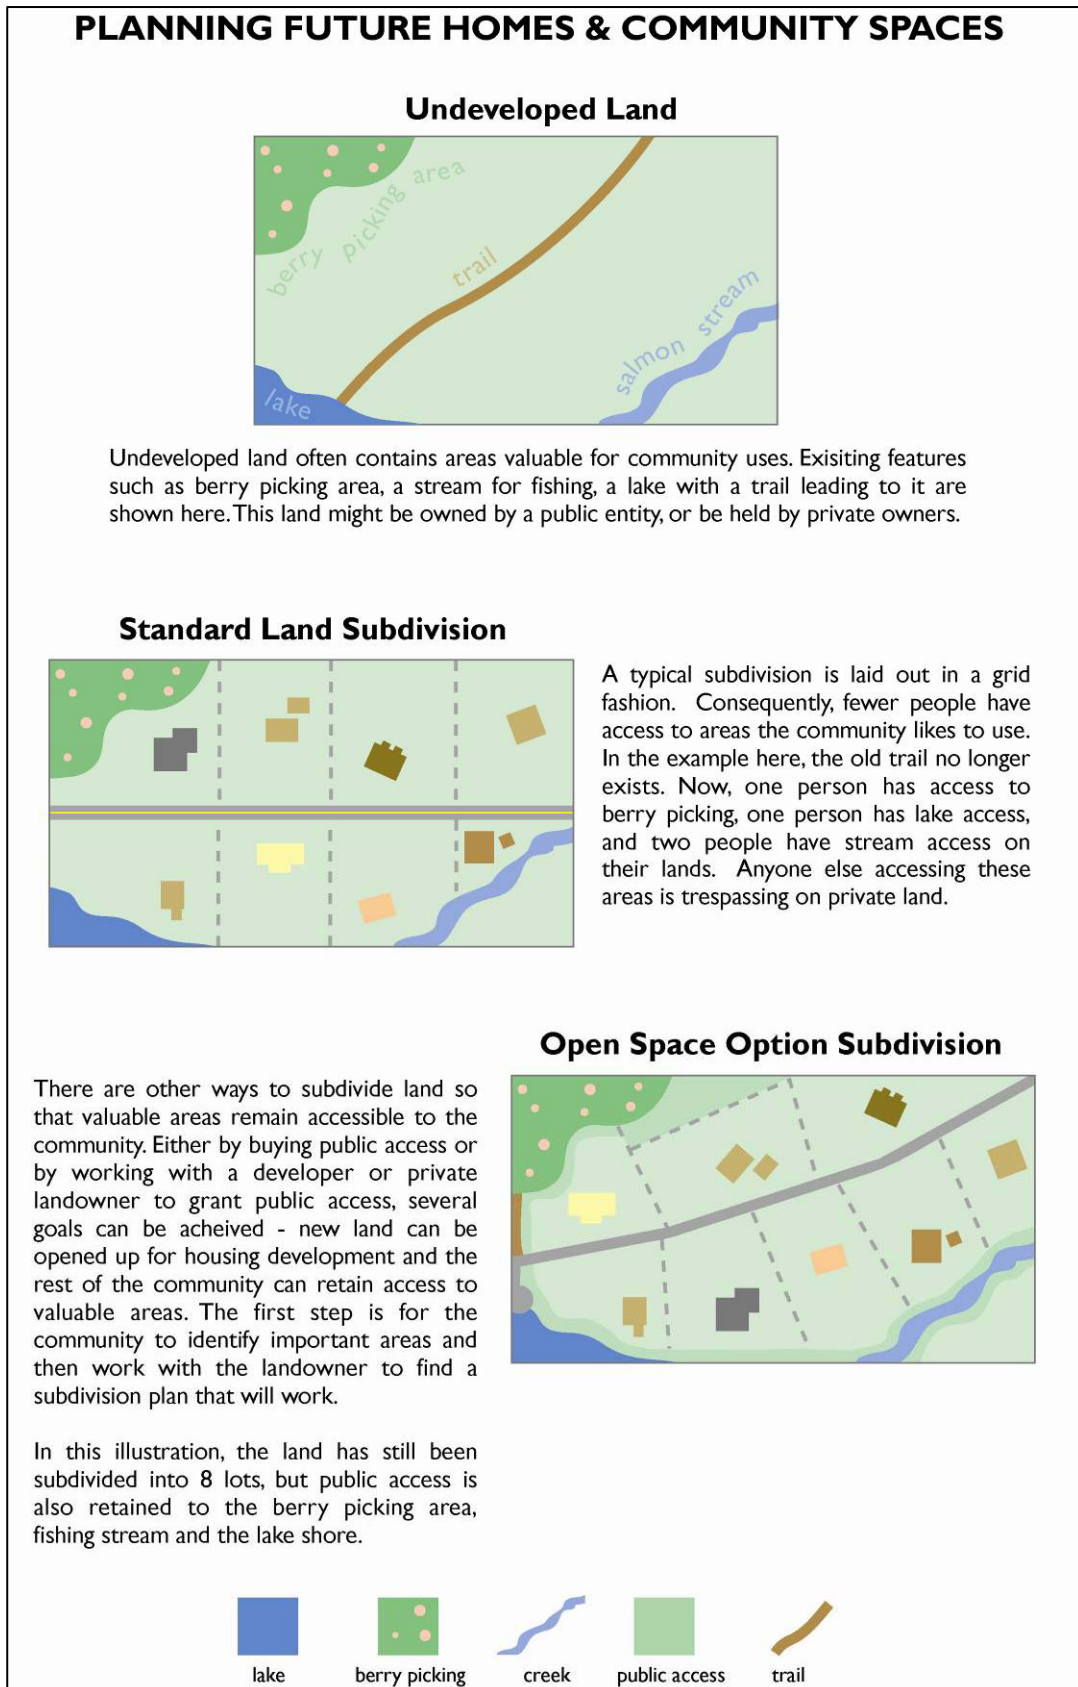 PLANNING FUTURE HOMES & COMMUNITY SPACES
Undeveloped Land
berry picking area
trail
salmon stream
lake
Undeveloped land often contains areas valuable for community uses. Exisiting features
such as berry picking area, a stream for fishing, a lake with a trail leading to it are
shown here. This land might be owned by a public entity, or be held by private owners.
Standard Land Subdivision
A typical subdivision is laid out in a grid
fashion. Consequently, fewer people have
access to areas the community likes to use.
In the example here, the old trail no longer
exists. Now, one person has access to
berry picking, one person has lake access,
and two people have stream access on
their lands. Anyone else accessing these
areas is trespassing on private land.
Open Space Option Subdivision
There are other ways to subdivide land so
that valuable areas remain accessible to the
community. Either by buying public access or
by working with a developer or private
landowner to grant public access, several
goals can be acheived - new land can be
opened up for housing development and the
rest of the community can retain access to
valuable areas. The first step is for the
community to identify important areas and
then work with the landowner to find a
subdivision plan that will work.
In this illustration, the land has still been
subdivided into 8 lots, but public access is
also retained to the berry picking area,
fishing stream and the lake shore.
lake
berry picking
creek
public access
trail